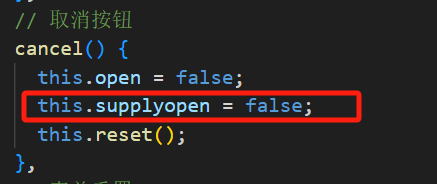 // 取消按钮
cancel() {
this.open = false;
this.supplyopen = false;
this.reset();
},